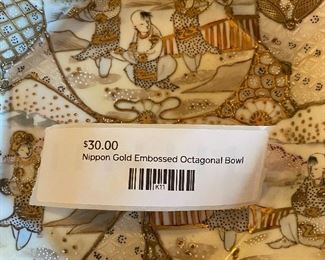 $30.00
Nippon Gold Embossed Octagonal Bowl
K11